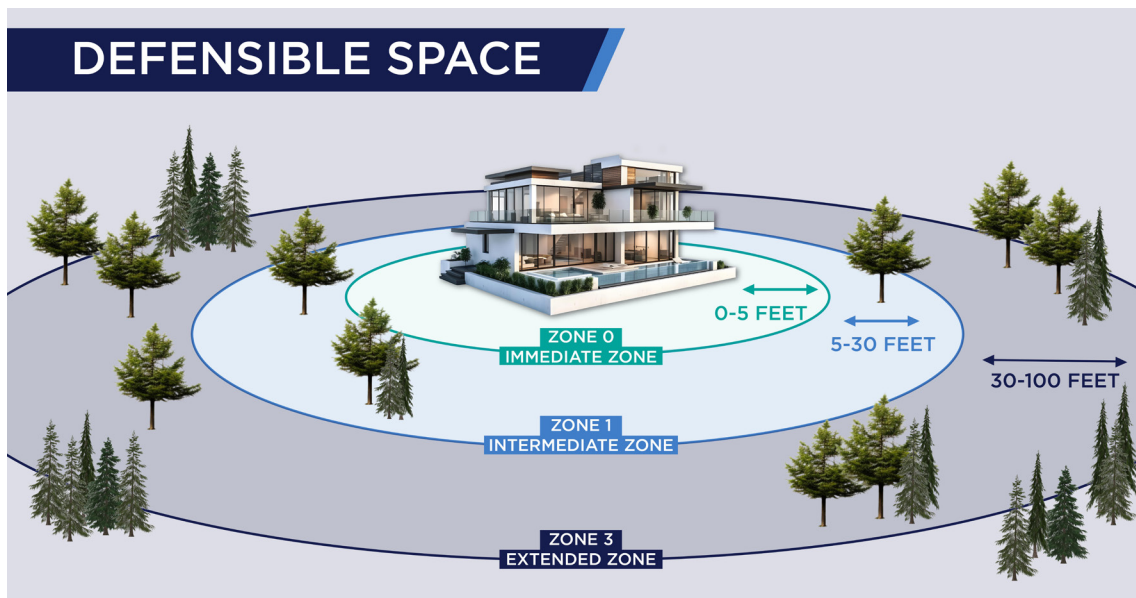 DEFENSIBLE SPACE
0-5 FEET
ZONE 0
IMMEDIATE ZONE
5-30 FEET
30-100 FEET
ZONE 1
INTERMEDIATE ZONE
ZONE 3
EXTENDED ZONE